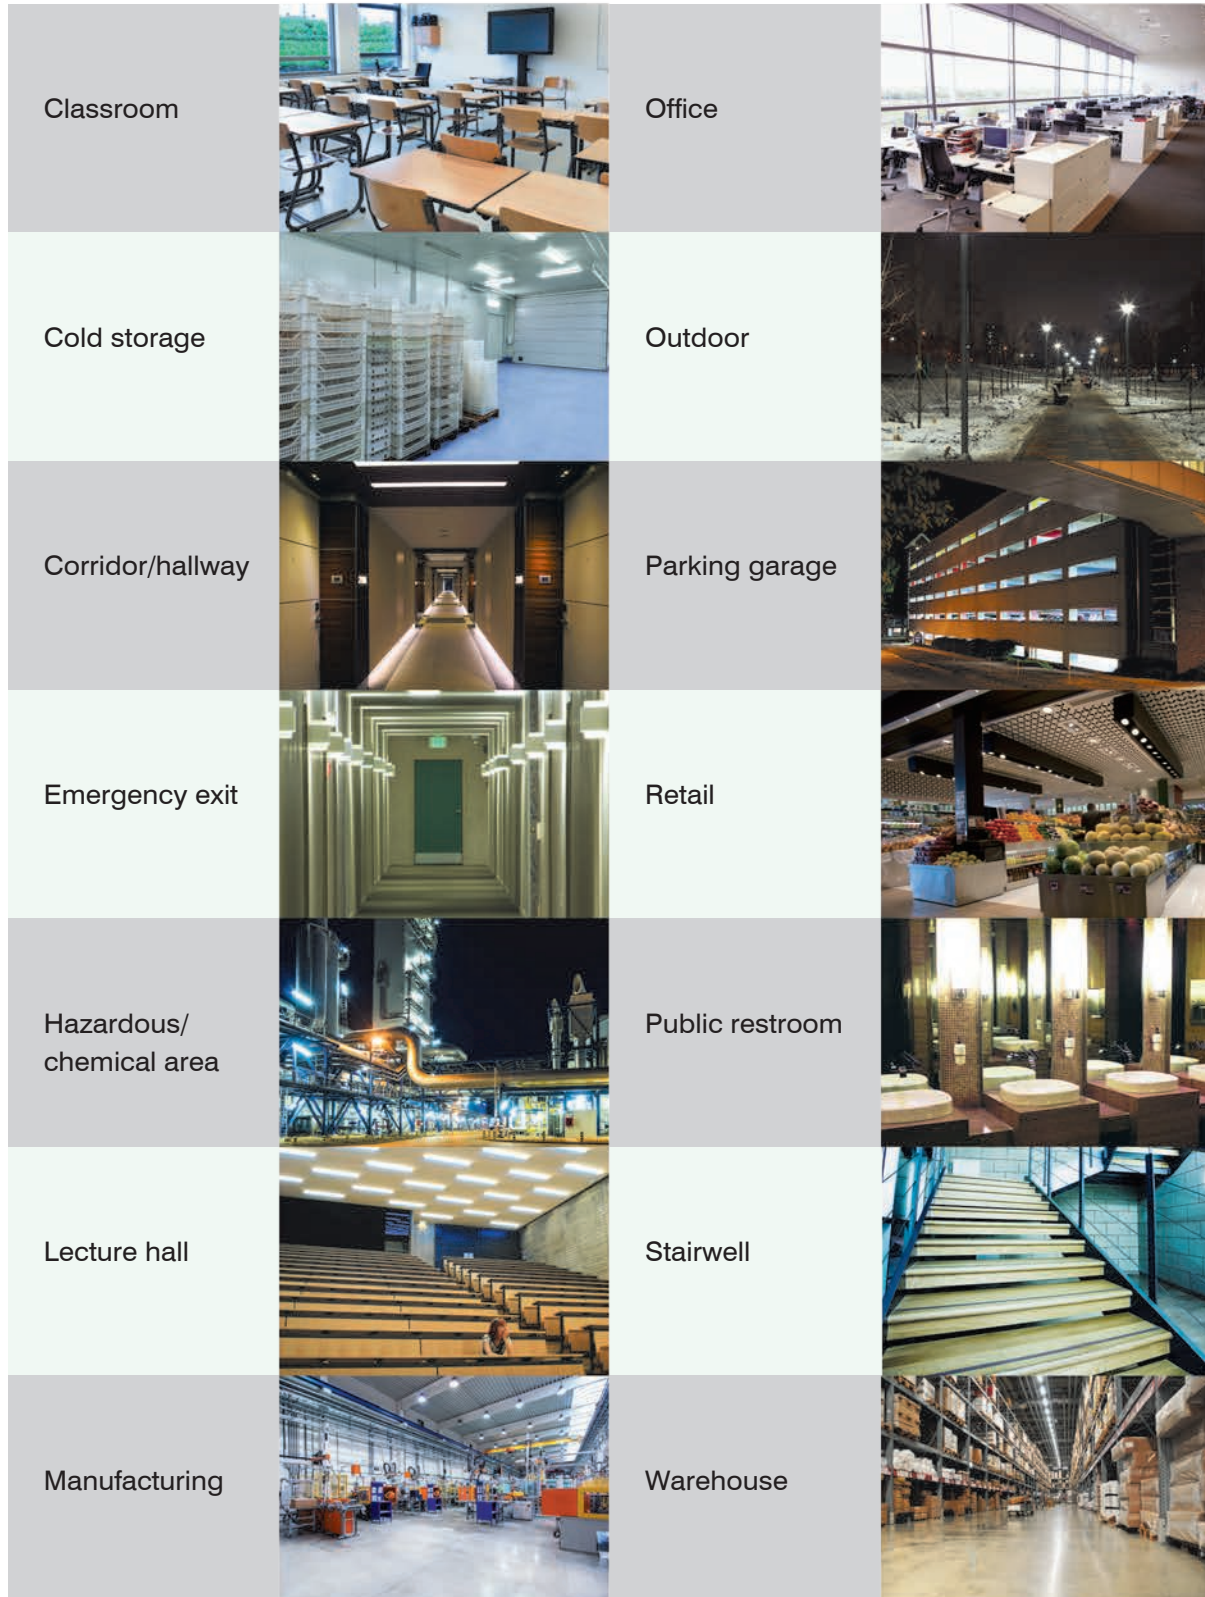 Classroom
Office
Cold storage
Outdoor
Corridor/hallway
Parking garage
Emergency exit
Retail
Hazardous/
chemical area
Public restroom
Lecture hall
Stairwell
Manufacturing
Warehouse